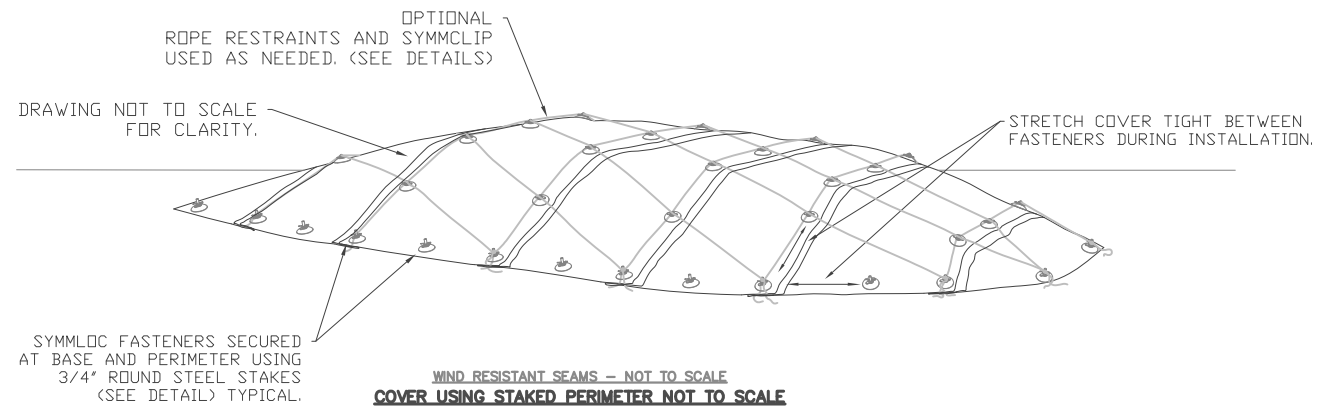 OPTIONAL
ROPE RESTRAINTS AND SYMMCLIP
USED AS NEEDED. (SEE DETAILS)
DRAWING NOT TO SCALE
FOR CLARITY.
STRETCH COVER TIGHT BETWEEN
FASTENERS DURING INSTALLATION.
SYMMLOC FASTENERS SECURED
AT BASE AND PERIMETER USING
3/4" ROUND STEEL STAKES
(SEE DETAIL) TYPICAL.
WIND RESISTANT SEAMS - NOT TO SCALE
COVER USING STAKED PERIMETER NOT TO SCALE